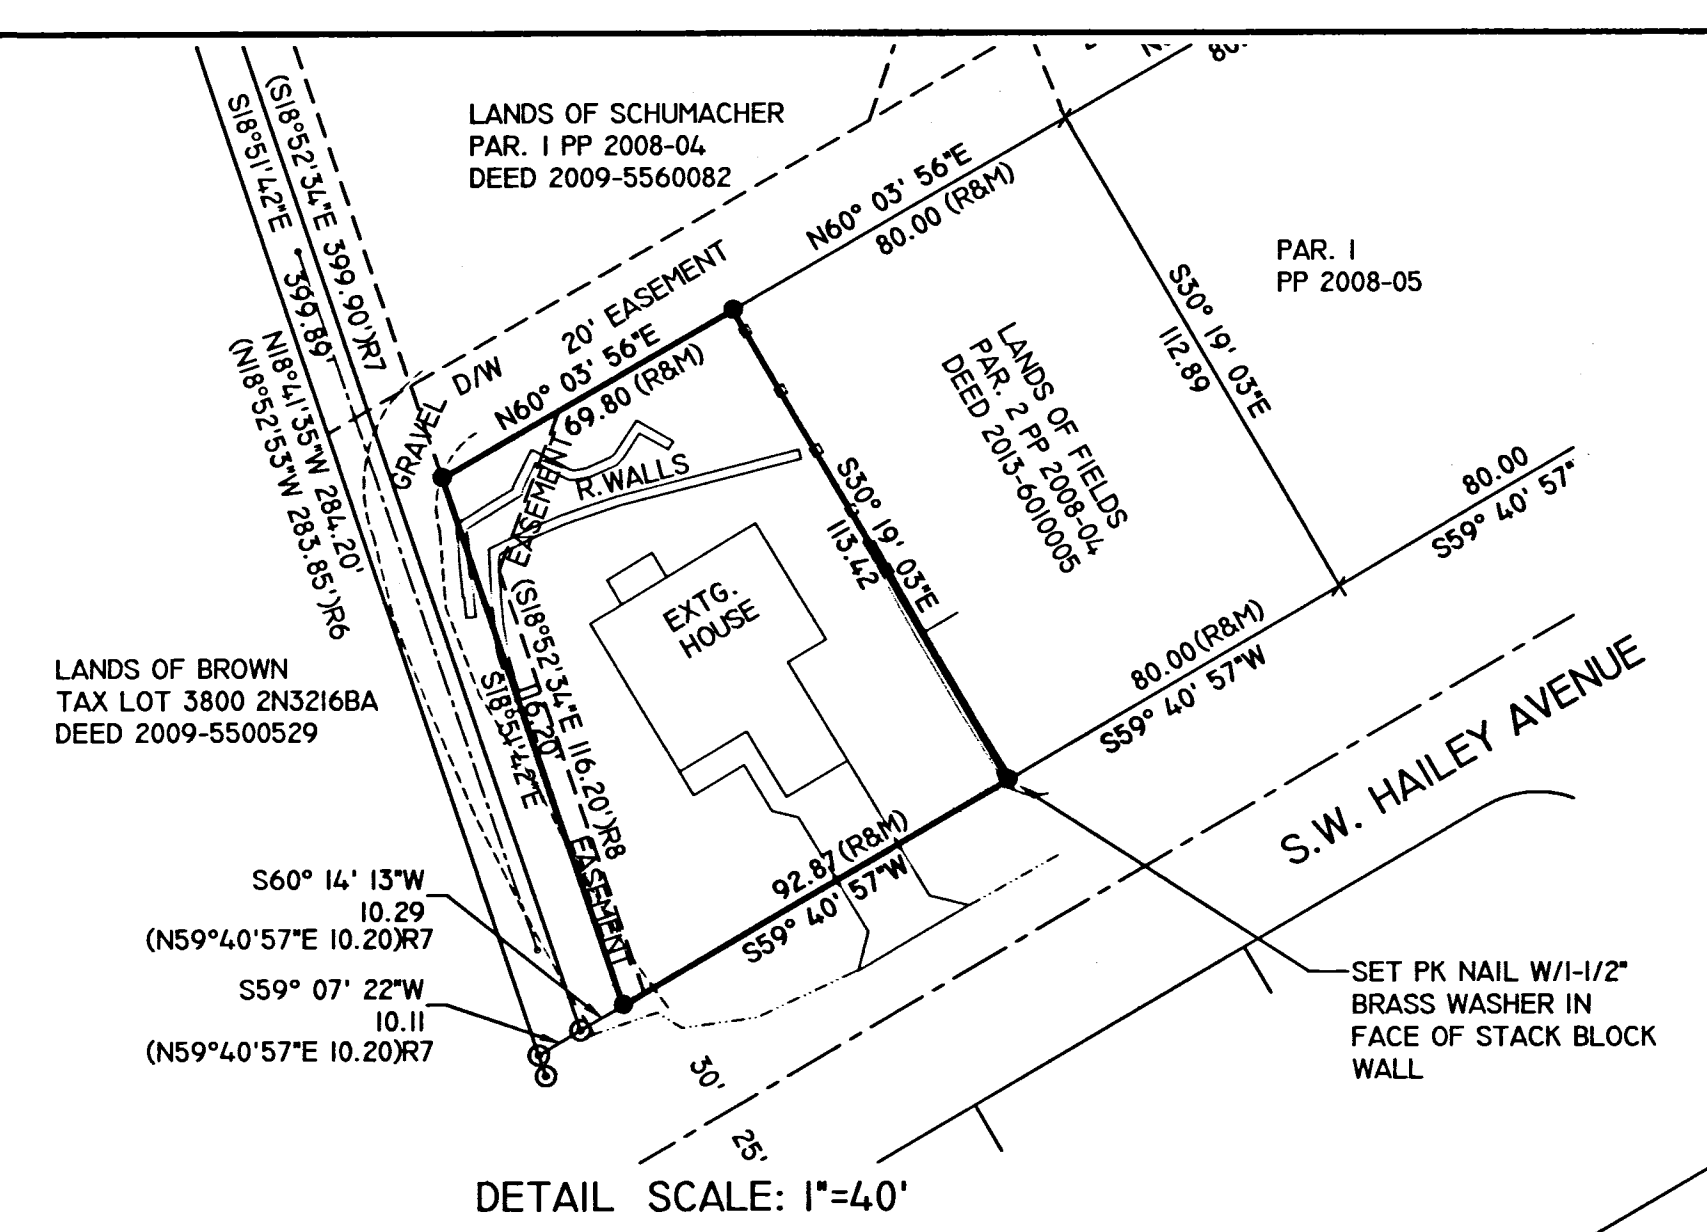 80.
LANDS OF SCHUMACHER
PAR. 1 PP 2008-04
DEED 2009-5560082
(S18°52'34"E 399.90')R7
S18°51'42"E
399.89'
N18°41'35"W 284.20'
(N18°52'53"W 283.85')R6
N60° 03' 56"E
80.00 (R&M)
PAR. 1
PP 2008-05
S30° 19' 03"E
112.89
20' EASEMENT
GRAVEL D/W
N60° 03' 56"E
69.80 (R&M)
LANDS OF FIELDS
PAR. 2 PP 2008-04
DEED 2013-6010005
EASEMENT
R.WALLS
S30° 19' 03"E
113.42
80.00
S59° 40' 57"
EXTG.
HOUSE
(S18°52'34"E 116.20')R8
116.20'
S18°51'42"E
EASEMENT
80.00(R&M)
S59° 40' 57"W
LANDS OF BROWN
TAX LOT 3800 2N3216BA
DEED 2009-5500529
S.W. HAILEY AVENUE
92.87(R&M)
S59° 40' 57"W
S60° 14' 13"W
10.29
(N59°40'57"E 10.20)R7
S59° 07' 22"W
10.11
(N59°40'57"E 10.20)R7
SET PK NAIL W/1-1/2"
BRASS WASHER IN
FACE OF STACK BLOCK
WALL
30'
25'
DETAIL SCALE: 1"=40'